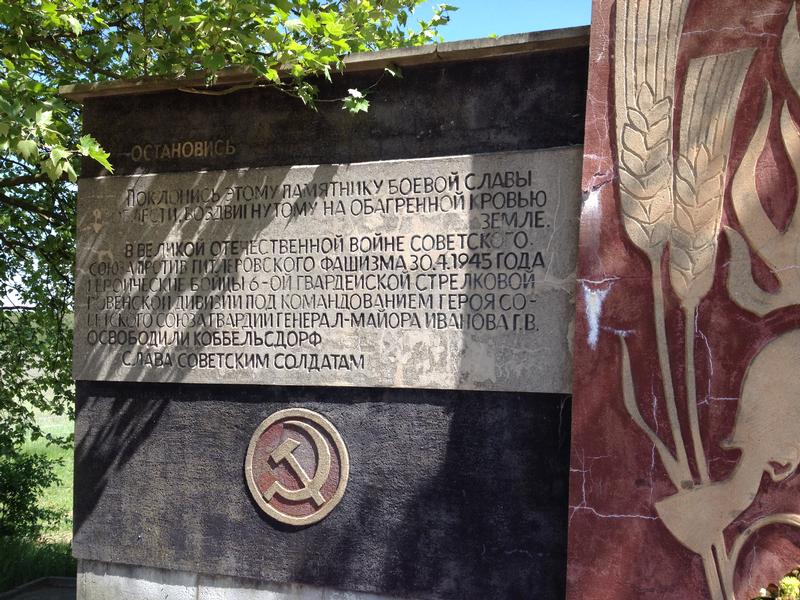 ОСТАНОВИСЬ
ПОКЛОНИСЬ ЭТОМУ ПАМЯТНИКУ БОЕВОЙ СЛАВЫ
ВОЗДВИГНУТОМУ НА ОБАГРЕННОЙ КРОВЬЮ
ЗЕМЛЕ.
В ВЕЛИКОЙ ОТЕЧЕСТВЕННОЙ ВОЙНЕ СОВЕТСКОГО
СОЮЗА ПРОТИВ ГИТЛЕРОВСКОГО ФАШИЗМА 30.4.1945 ГОДА
ГЕРОИЧЕСКИЕ БОЙЦЫ 6-ОЙ ГВАРДЕЙСКОЙ СТРЕЛКОВОЙ
РОВЕНСКОЙ ДИВИЗИИ ПОД КОМАНДОВАНИЕМ ГЕРОЯ СО-
ВЕТСКОГО СОЮЗА ГВАРДИИ ГЕНЕРАЛ-МАЙОРА ИВАНОВА Г.В.
ОСВОБОДИЛИ КОББЕЛЬСДОРФ
СЛАВА СОВЕТСКИМ СОЛДАТАМ